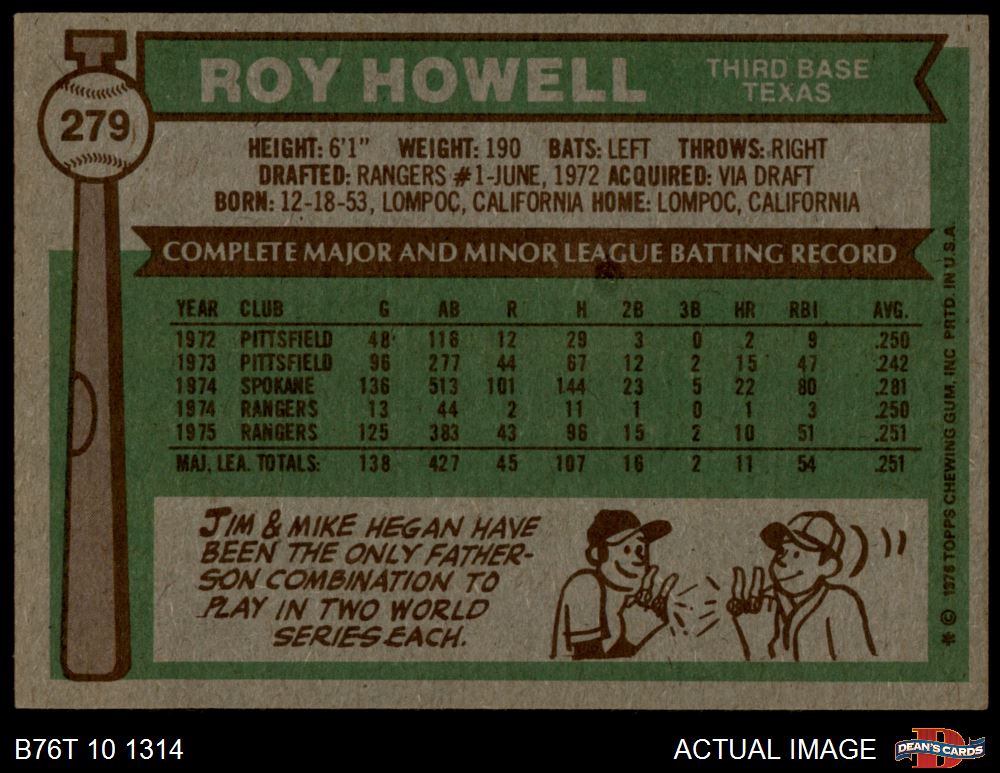 279
ROY HOWELL
THIRD BASE
TEXAS
HEIGHT: 6'1" WEIGHT: 190 BATS: LEFT THROWS: RIGHT
DRAFTED: RANGERS #1-JUNE, 1972 ACQUIRED: VIA DRAFT
BORN: 12-18-53, LOMPOC, CALIFORNIA HOME: LOMPOC, CALIFORNIA
COMPLETE MAJOR AND MINOR LEAGUE BATTING RECORD
YEAR CLUB G AB R H 2B 3B HR RBI AVG.
1972 PITTSFIELD 48 116 12 29 3 0 2 9 .250
1973 PITTSFIELD 96 277 44 67 12 2 15 47 .242
1974 SPOKANE 136 513 101 144 23 5 22 80 .281
1974 RANGERS 13 44 2 11 1 0 1 3 .250
1975 RANGERS 125 383 43 96 15 2 10 51 .251
MAJ. LEA. TOTALS: 138 427 45 107 16 2 11 54 .251
JIM & MIKE HEGAN HAVE
BEEN THE ONLY FATHER-
SON COMBINATION TO
PLAY IN TWO WORLD
SERIES EACH.
* © 1976 TOPPS CHEWING GUM, INC PRTD. IN U.S.A.
B76T 10 1314
ACTUAL IMAGE
DEAN'S CARDS